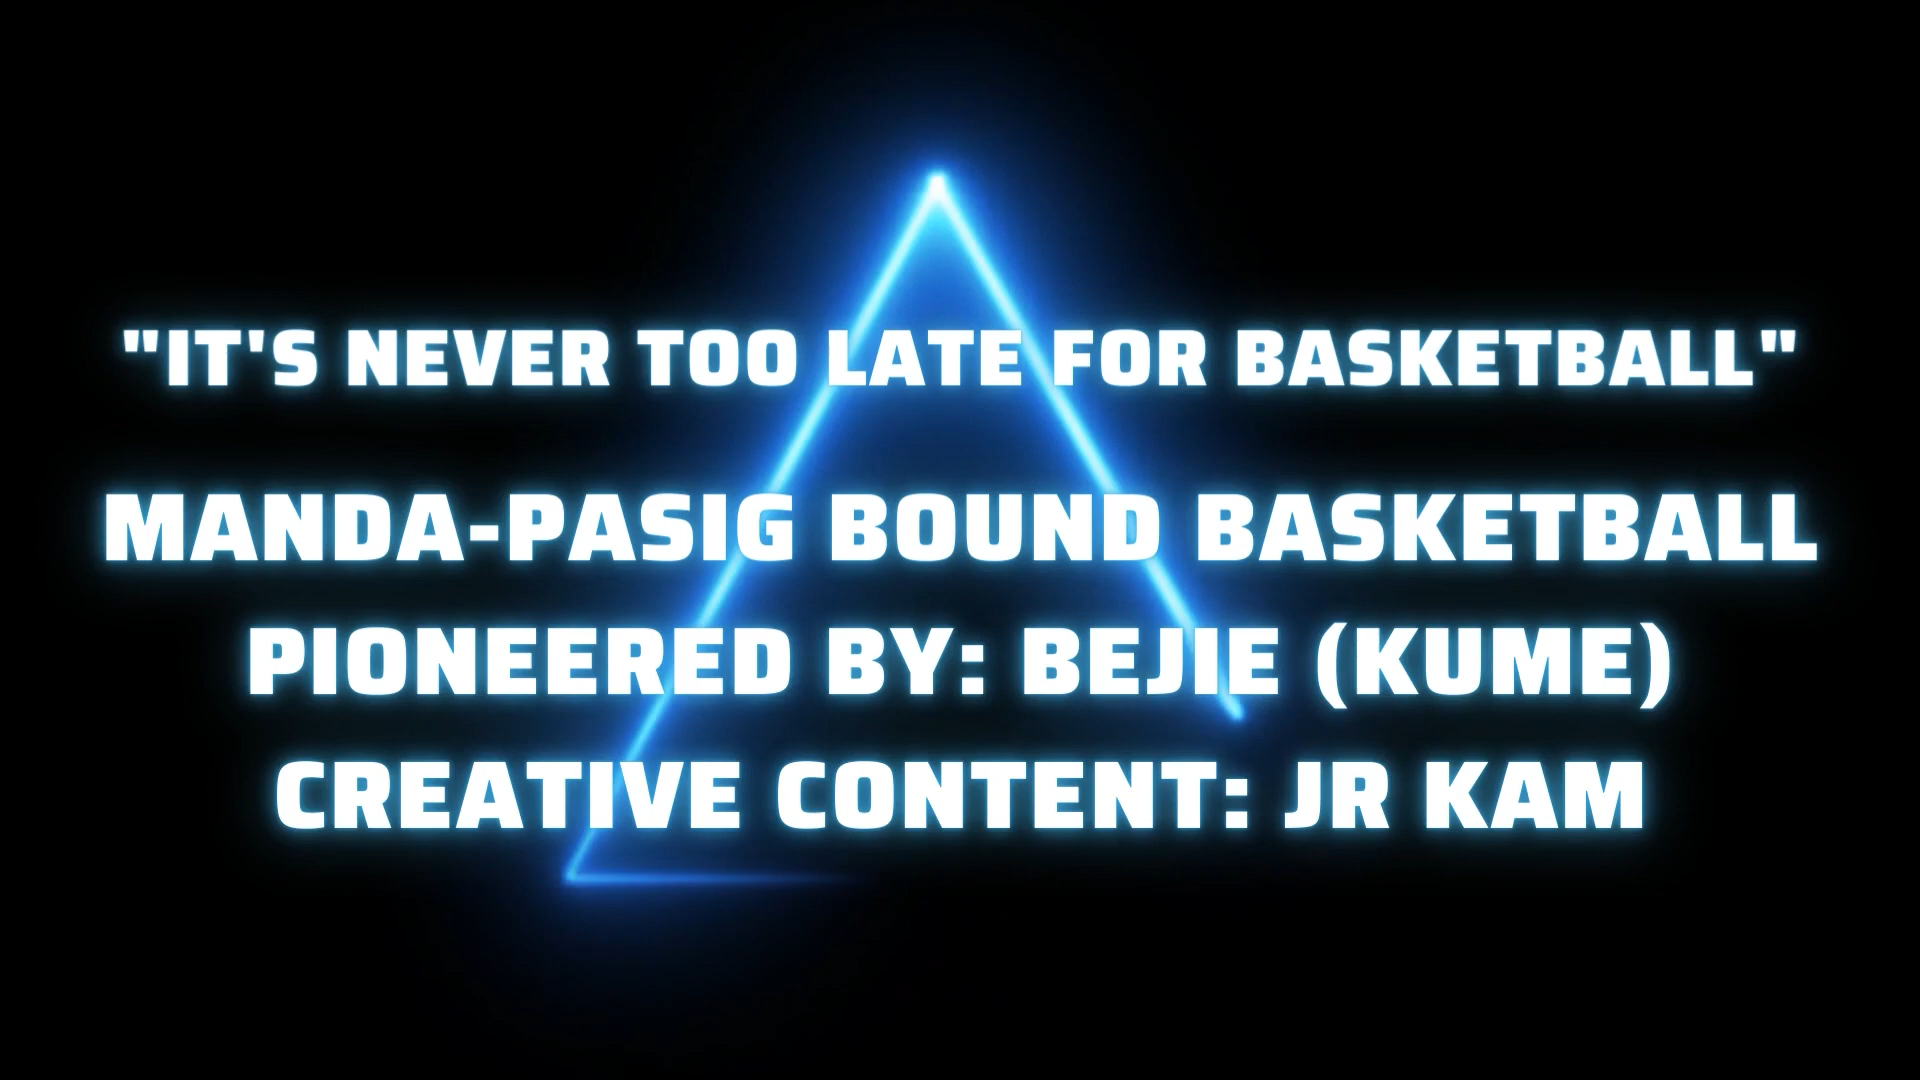 "IT'S NEVER TOO LATE FOR BASKETBALL"
MANDA-PASIG BOUND BASKETBALL
PIONEERED BY: BEJIE (KUME)
CREATIVE CONTENT: JR KAM